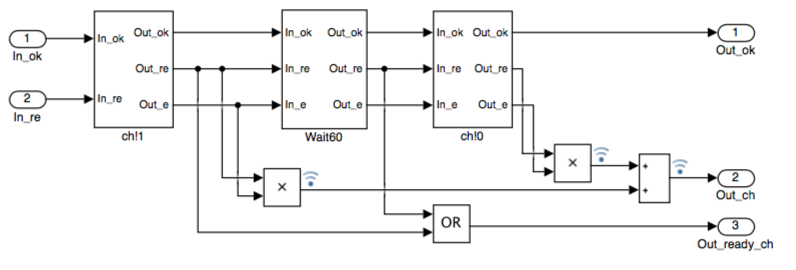 1
In_ok
2
In_re
In_ok Out_ok
Out_re
In_re
Out_e
ch!1
In_ok Out_ok
In_re Out_re
In_e Out_e
Wait60
In_ok Out_ok
In_re Out_re
In_e Out_e
ch!0
×
×
+
+
OR
1
Out_ok
2
Out_ch
3
Out_ready_ch